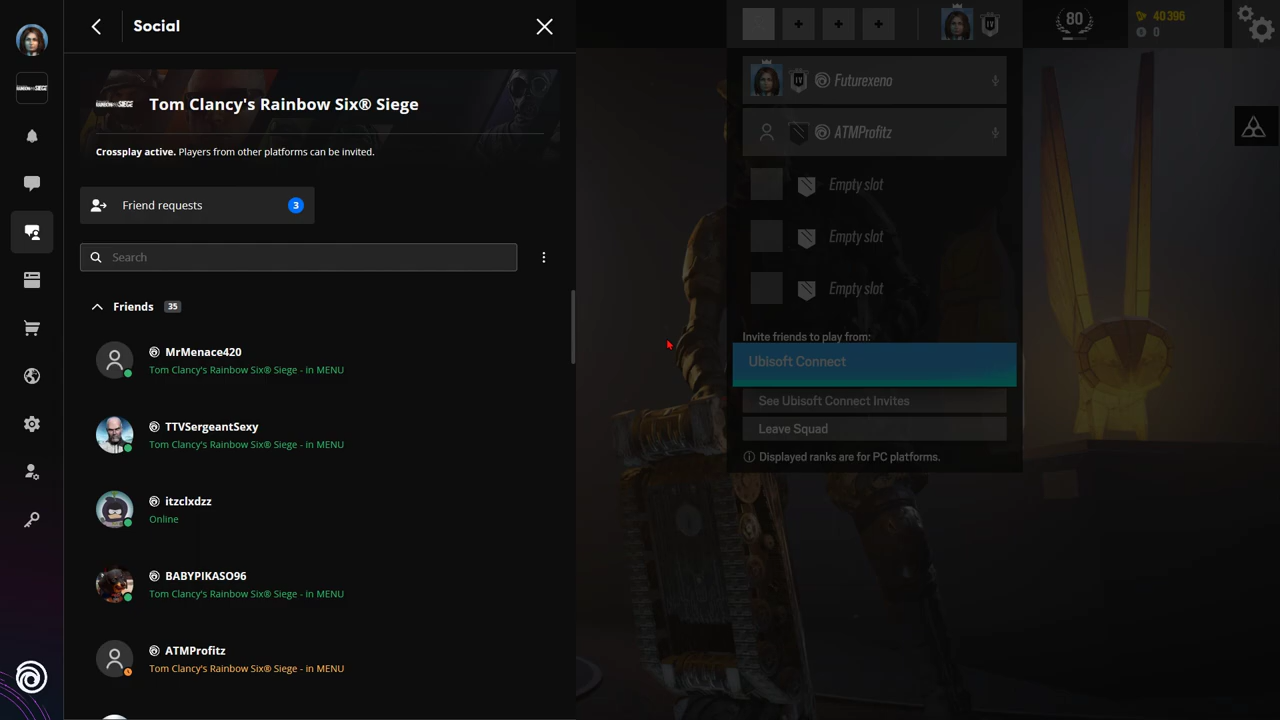 Social
Tom Clancy's Rainbow Six® Siege
Crossplay active. Players from other platforms can be invited.
Friend requests 3
Search
Friends 35
MrMenace420
Tom Clancy's Rainbow Six® Siege - in MENU
TTVSergeantSexy
Tom Clancy's Rainbow Six® Siege - in MENU
itzclxdzz
Online
BABYPIKASO96
Tom Clancy's Rainbow Six® Siege - in MENU
ATMProfitz
Tom Clancy's Rainbow Six® Siege - in MENU
IV
80
40 396
0
IV Futurexeno
ATMProfitz
Empty slot
Empty slot
Empty slot
Invite friends to play from:
Ubisoft Connect
See Ubisoft Connect Invites
Leave Squad
Displayed ranks are for PC platforms.